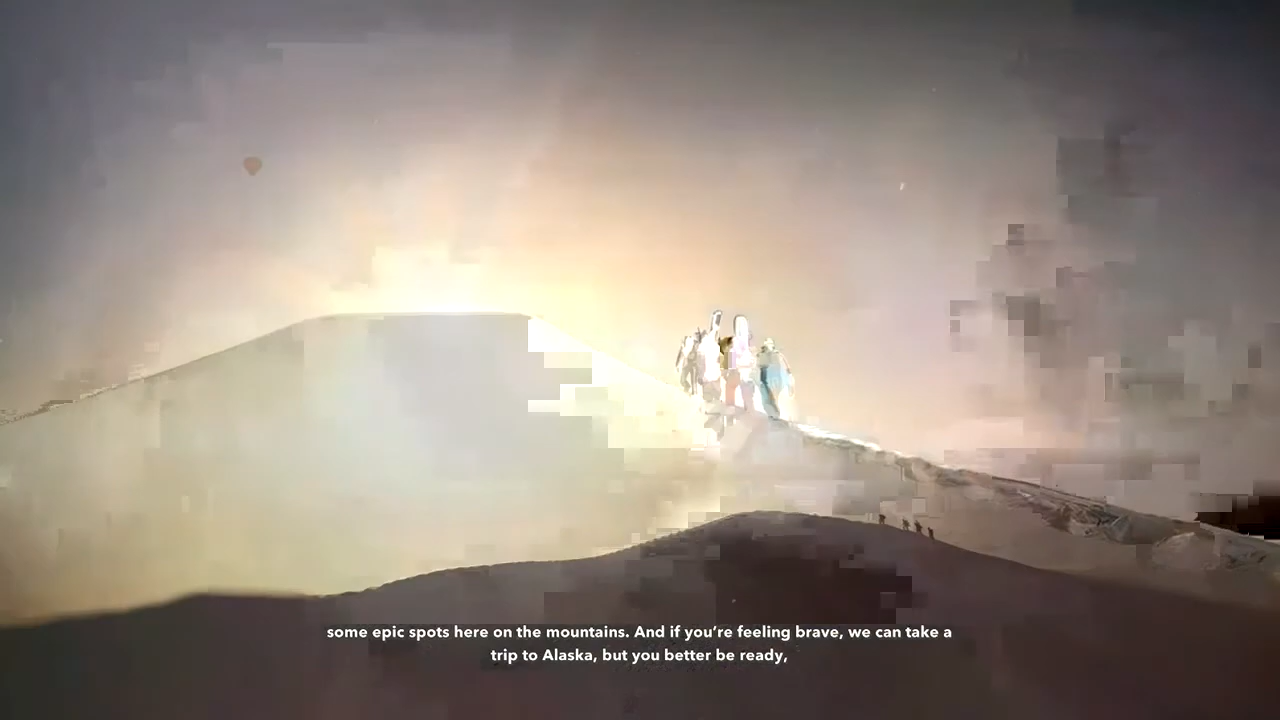 some epic spots here on the mountains. And if you’re feeling brave, we can take a
trip to Alaska, but you better be ready,